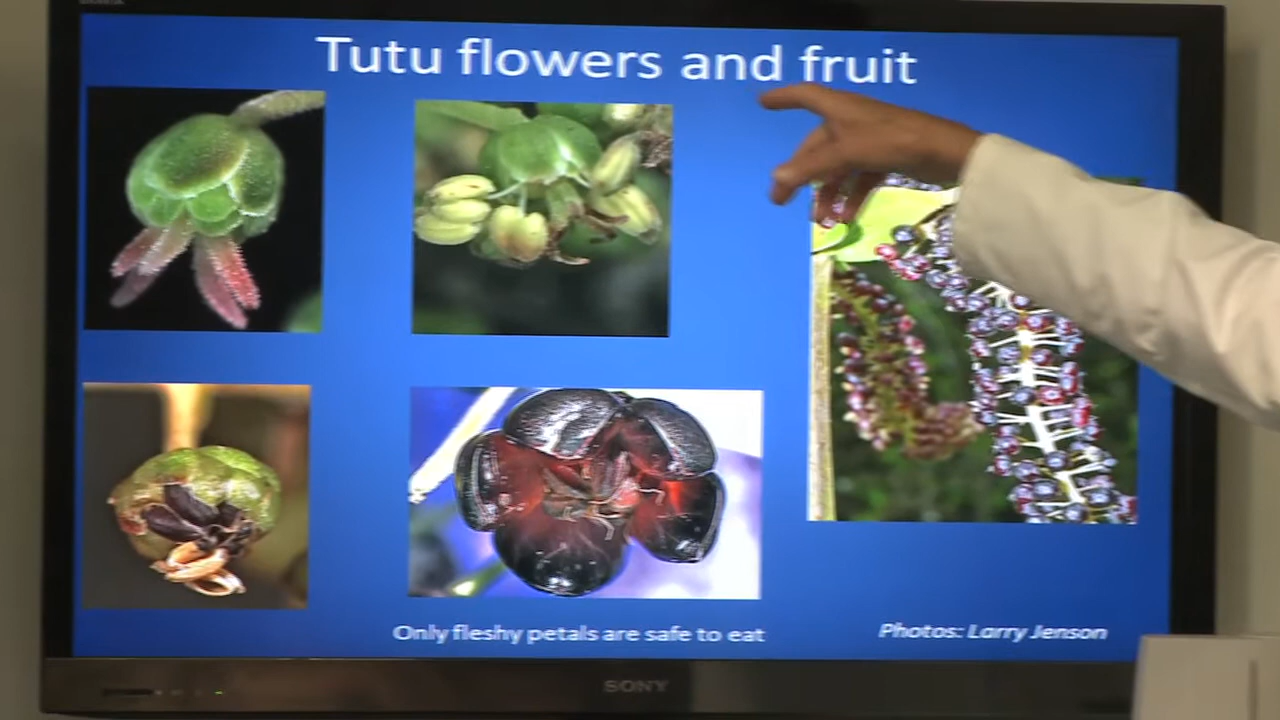 Tutu flowers and fruit
Only fleshy petals are safe to eat
Photos: Larry Jenson
SONY